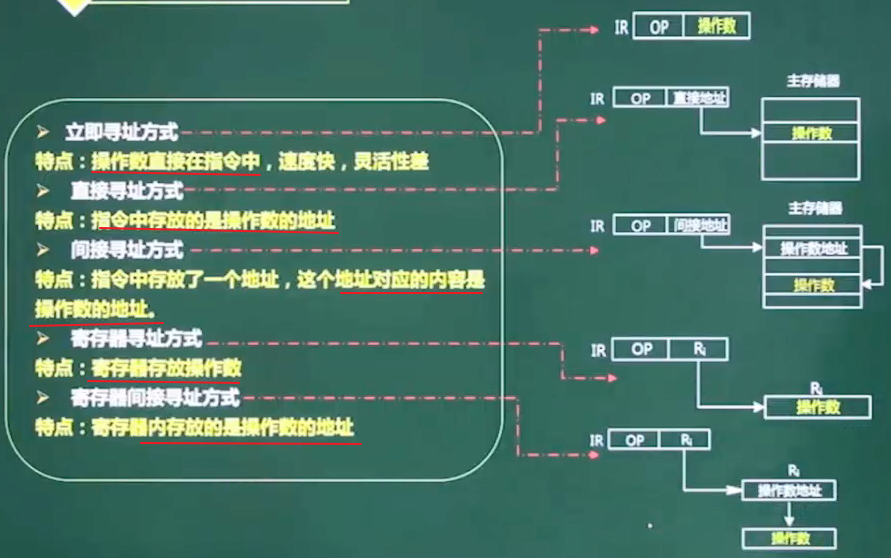 立即寻址方式
特点：操作数直接在指令中，速度快，灵活性差
直接寻址方式
特点：指令中存放的是操作数的地址
间接寻址方式
特点：指令中存放了一个地址，这个地址对应的内容是
操作数的地址。
寄存器寻址方式
特点：寄存器存放操作数
寄存器间接寻址方式
特点：寄存器内存放的是操作数的地址
IR OP 操作数
IR OP 直接地址
主存储器
操作数
IR OP 间接地址
主存储器
操作数地址
操作数
IR OP Ri
Ri
操作数
IR OP Ri
Ri
操作数地址
操作数